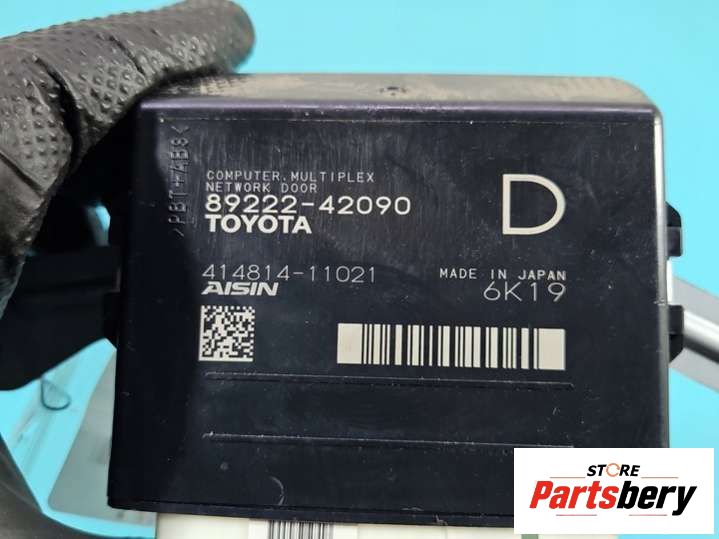 >PBT+ABS<
COMPUTER.MULTIPLEX
NETWORK DOOR
89222-42090
TOYOTA
D
414814-11021
AISIN
MADE IN JAPAN
6K19
STORE
Partsbery